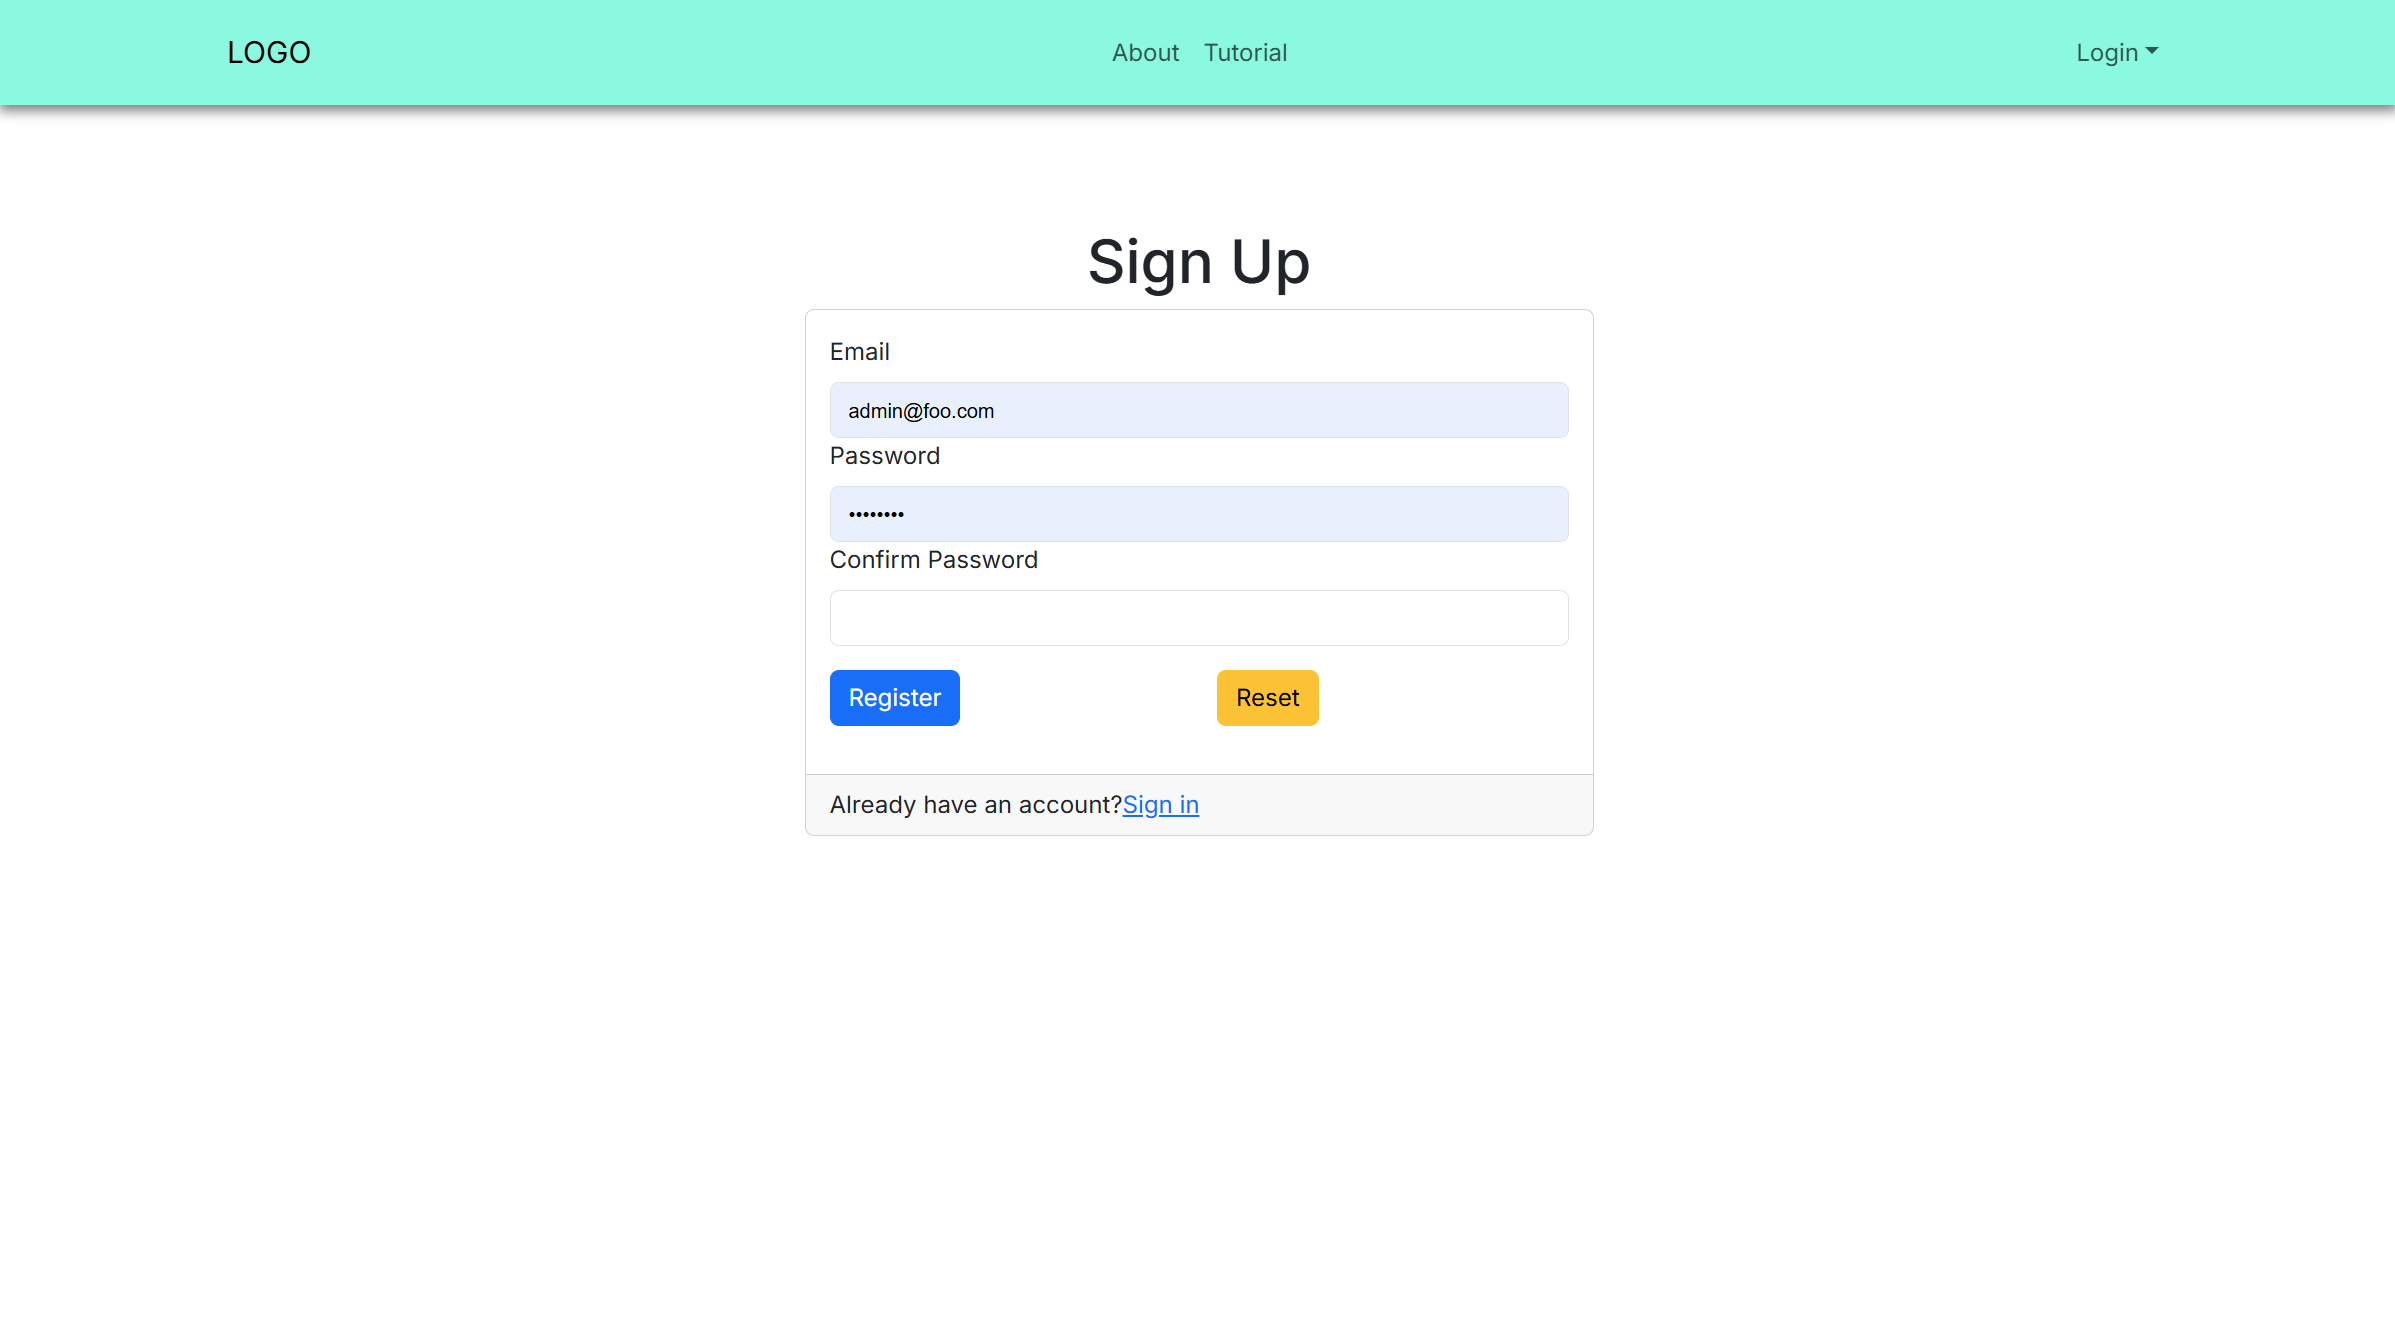 LOGO About Tutorial Login
Sign Up
Email
admin@foo.com
Password
••••••••
Confirm Password
Register Reset
Already have an account?Sign in